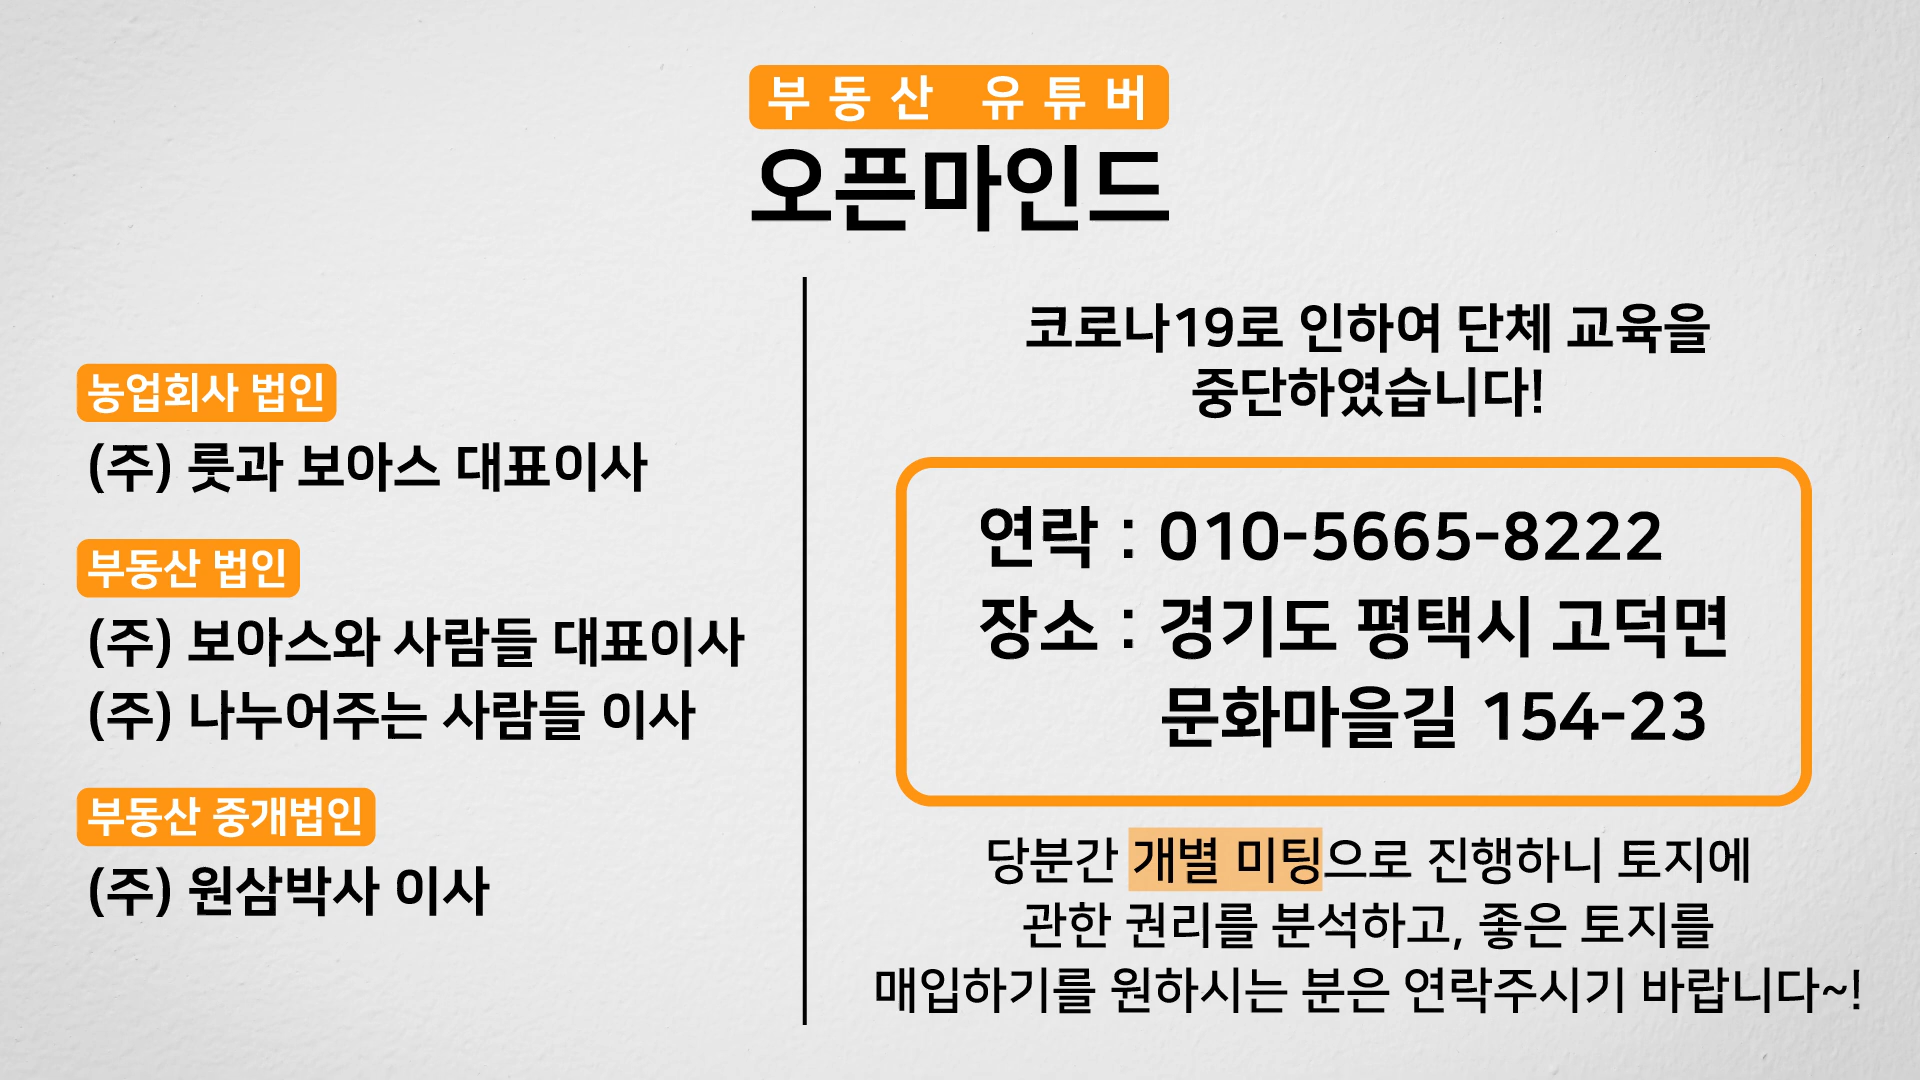 부동산 유튜버
오픈마인드
농업회사 법인
(주) 룻과 보아스 대표이사
부동산 법인
(주) 보아스와 사람들 대표이사
(주) 나누어주는 사람들 이사
부동산 중개법인
(주) 원삼박사 이사
코로나19로 인하여 단체 교육을
중단하였습니다!
연락 : 010-5665-8222
장소 : 경기도 평택시 고덕면
문화마을길 154-23
당분간 개별 미팅으로 진행하니 토지에
관한 권리를 분석하고, 좋은 토지를
매입하기를 원하시는 분은 연락주시기 바랍니다~!